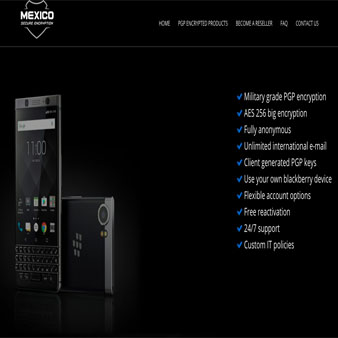 MEXICO
SECURE ENCRYPTION
HOME PGP ENCRYPTED PRODUCTS BECOME A RESELLER FAQ CONTACT US
Military grade PGP encryption
AES 256 big encryption
Fully anonymous
Unlimited international e-mail
Client generated PGP keys
Use your own blackberry device
Flexible account options
Free reactivation
24/7 support
Custom IT policies
11:00